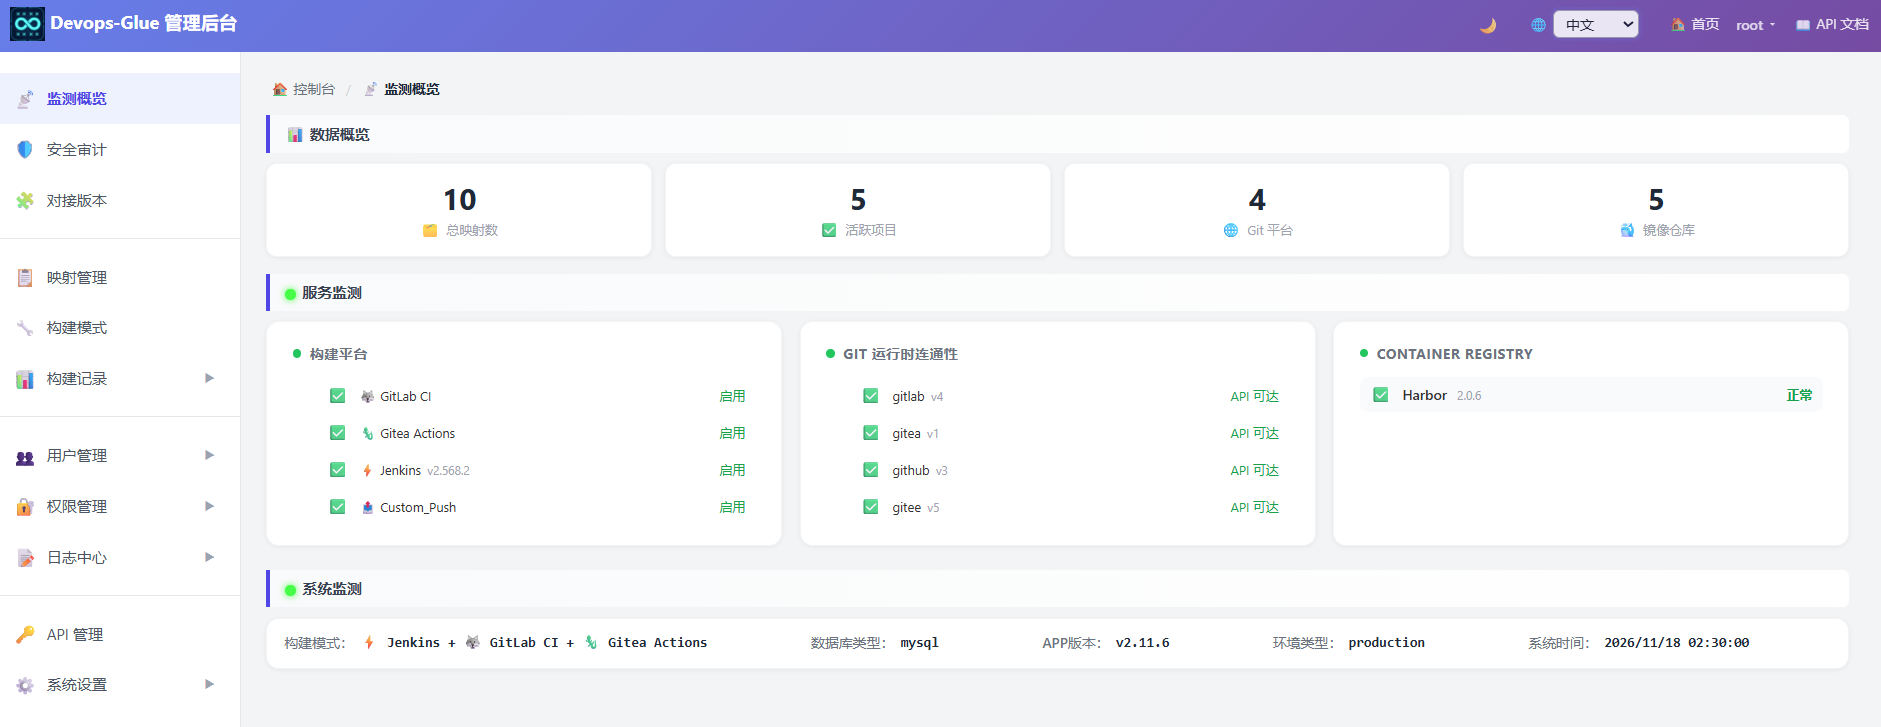 Devops-Glue 管理后台
中文
首页
root
API 文档
监测概览
安全审计
对接版本
映射管理
构建模式
构建记录
用户管理
权限管理
日志中心
API 管理
系统设置
控制台 / 监测概览
数据概览
10
总映射数
5
活跃项目
4
Git 平台
5
镜像仓库
服务监测
构建平台
GitLab CI 启用
Gitea Actions 启用
Jenkins v2.568.2 启用
Custom_Push 启用
GIT 运行时连通性
gitlab v4 API 可达
gitea v1 API 可达
github v3 API 可达
gitee v5 API 可达
CONTAINER REGISTRY
Harbor 2.0.6 正常
系统监测
构建模式： Jenkins + GitLab CI + Gitea Actions
数据库类型： mysql
APP版本： v2.11.6
环境类型： production
系统时间： 2026/11/18 02:30:00